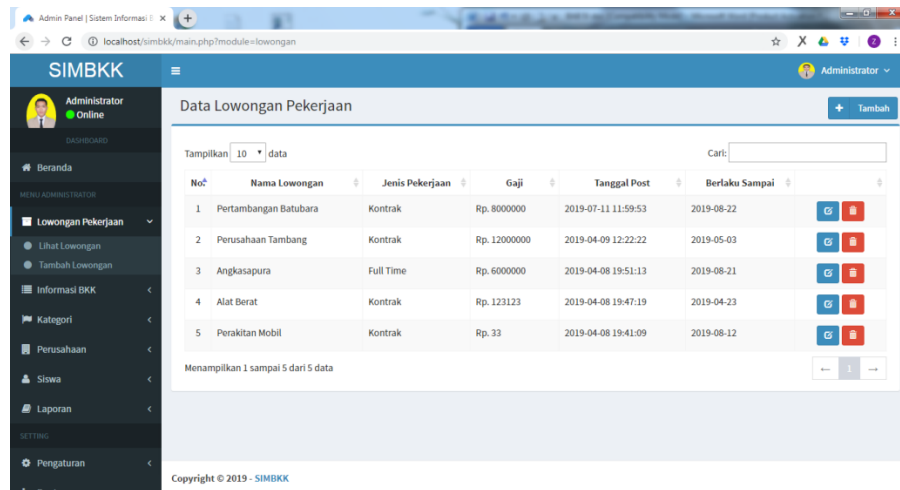 Admin Panel | Sistem Informasi
localhost/simbkk/main.php?module=lowongan
SIMBKK
Administrator
Administrator
Online
Data Lowongan Pekerjaan
Tambah
DASHBOARD
Beranda
MENU ADMINISTRATOR
Lowongan Pekerjaan
Lihat Lowongan
Tambah Lowongan
Informasi BKK
Kategori
Perusahaan
Siswa
Laporan
SETTING
Pengaturan
Tampilkan 10 data
Cari:
No. Nama Lowongan Jenis Pekerjaan Gaji Tanggal Post Berlaku Sampai
1 Pertambangan Batubara Kontrak Rp. 8000000 2019-07-11 11:59:53 2019-08-22
2 Perusahaan Tambang Kontrak Rp. 12000000 2019-04-09 12:22:22 2019-05-03
3 Angkasapura Full Time Rp. 6000000 2019-04-08 19:51:13 2019-08-21
4 Alat Berat Kontrak Rp. 123123 2019-04-08 19:47:19 2019-04-23
5 Perakitan Mobil Kontrak Rp. 33 2019-04-08 19:41:09 2019-08-12
Menampilkan 1 sampai 5 dari 5 data
← 1 →
Copyright © 2019 - SIMBKK